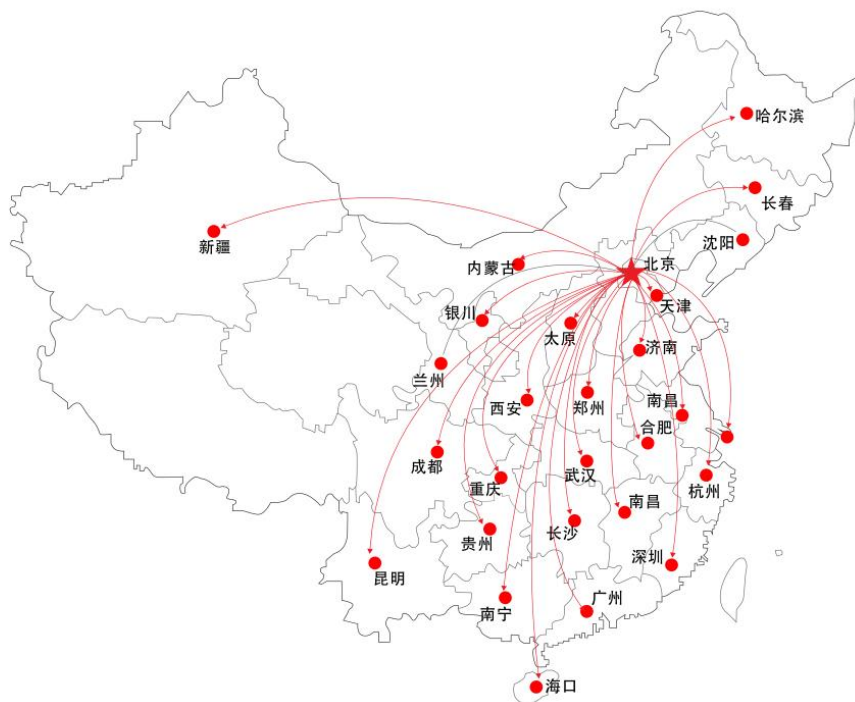 哈尔滨
长春
沈阳
新疆
内蒙古
北京
天津
银川
太原
济南
兰州
西安
郑州
南昌
合肥
成都
重庆
武汉
杭州
南昌
贵州
长沙
深圳
昆明
南宁
广州
海口